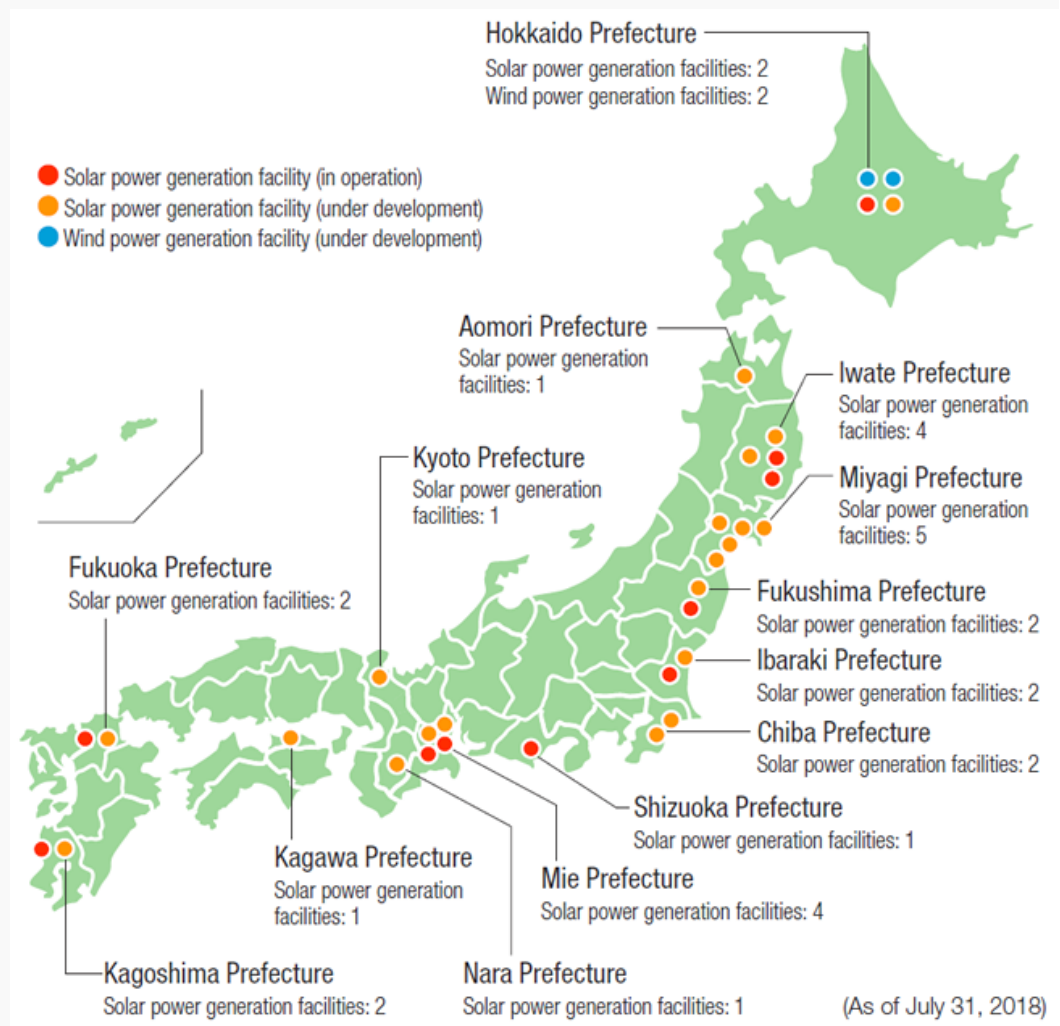 Hokkaido Prefecture
Solar power generation facilities: 2
Wind power generation facilities: 2
Solar power generation facility (in operation)
Solar power generation facility (under development)
Wind power generation facility (under development)
Aomori Prefecture
Solar power generation
facilities: 1
Iwate Prefecture
Solar power generation
facilities: 4
Kyoto Prefecture
Solar power generation
facilities: 1
Miyagi Prefecture
Solar power generation
facilities: 5
Fukuoka Prefecture
Solar power generation facilities: 2
Fukushima Prefecture
Solar power generation facilities: 2
Ibaraki Prefecture
Solar power generation facilities: 2
Chiba Prefecture
Solar power generation facilities: 2
Shizuoka Prefecture
Solar power generation facilities: 1
Kagawa Prefecture
Solar power generation
facilities: 1
Mie Prefecture
Solar power generation facilities: 4
Kagoshima Prefecture
Solar power generation facilities: 2
Nara Prefecture
Solar power generation facilities: 1
(As of July 31, 2018)